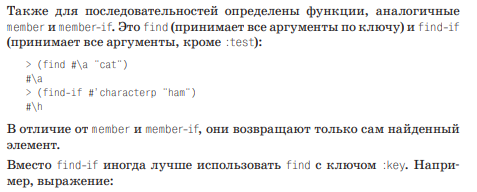 Также для последовательностей определены функции, аналогичные
member и member-if. Это find (принимает все аргументы по ключу) и find-if
(принимает все аргументы, кроме :test):
> (find #\a "cat")
#\a
> (find-if #'characterp "ham")
#\h
В отличие от member и member-if, они возвращают только сам найденный
элемент.
Вместо find-if иногда лучше использовать find с ключом :key. Напри-
мер, выражение: